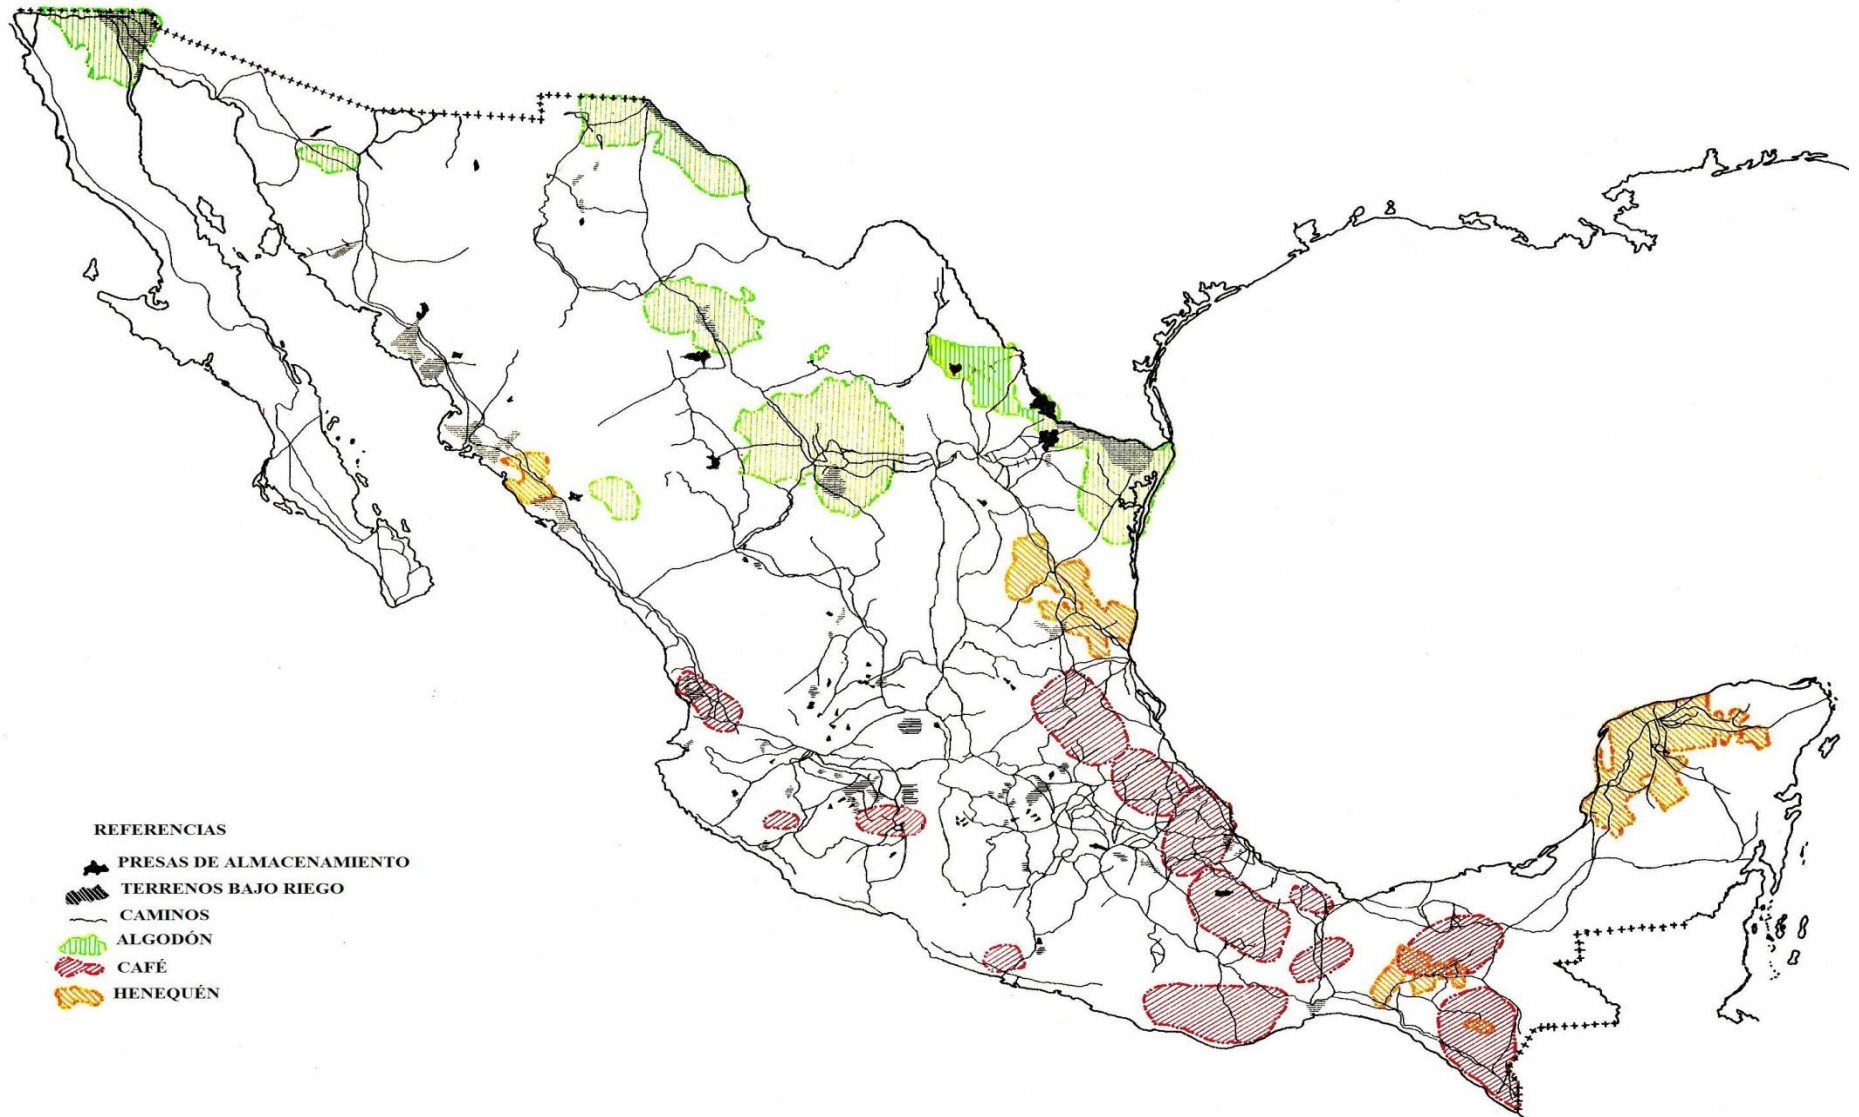 REFERENCIAS
PRESAS DE ALMACENAMIENTO
TERRENOS BAJO RIEGO
CAMINOS
ALGODÓN
CAFÉ
HENEQUÉN